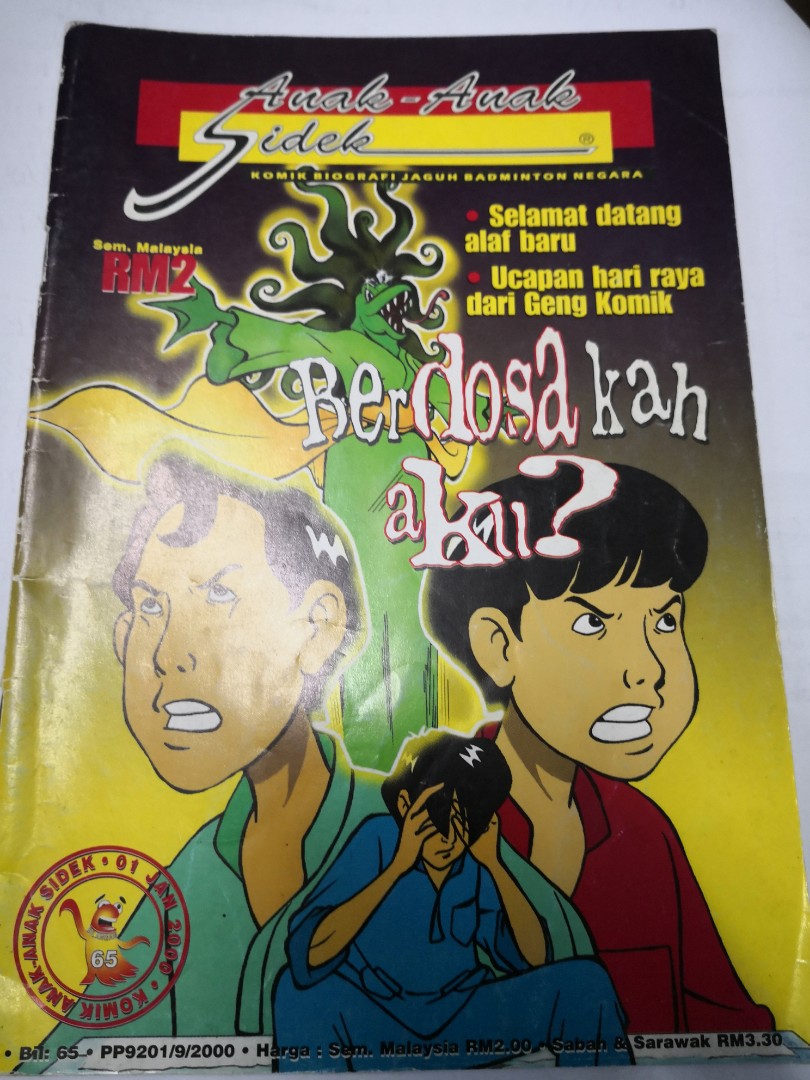 Anak-Anak
Sidek ®
KOMIK BIOGRAFI JAGUH BADMINTON NEGARA
• Selamat datang
alaf baru
• Ucapan hari raya
dari Geng Komik
Sem. Malaysia
RM2
Berdosakah
aku?
KOMIK ANAK-ANAK SIDEK • 01 JAN 2000 •
65
• Bil: 65 • PP9201/9/2000 • Harga : Sem. Malaysia RM2.00 • Sabah & Sarawak RM3.30